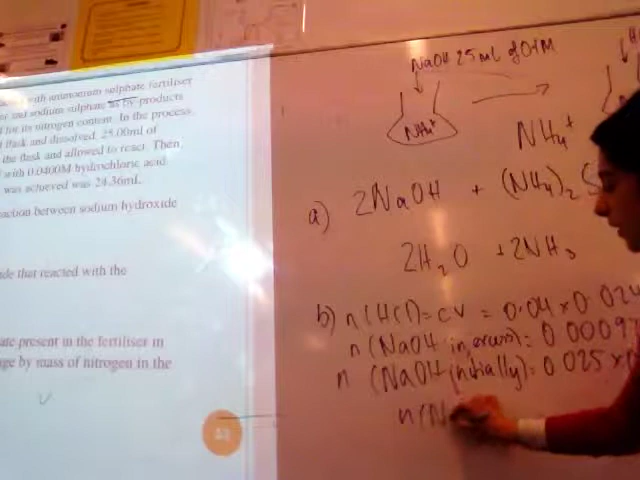 with ammonium sulphate fertiliser
out sodium sulphate as by products
for its nitrogen content. In the process
flask and dissolved. 25.00ml of
the flask and allowed to react. Then
with 0.0400M hydrochloric acid
was achieved was 24.36mL.
action between sodium hydroxide
de that reacted with the
ate present in the fertiliser in
ge by mass of nitrogen in the
NaOH 25mL of 0.1M
NH4+
NH4+
a) 2NaOH + (NH4)2 S
2H2O + 2NH3
b) n(HCl) = cV = 0.04 x 0.024
n(NaOH in excess) = 0.00097
n(NaOH initially) = 0.025 x
n(N